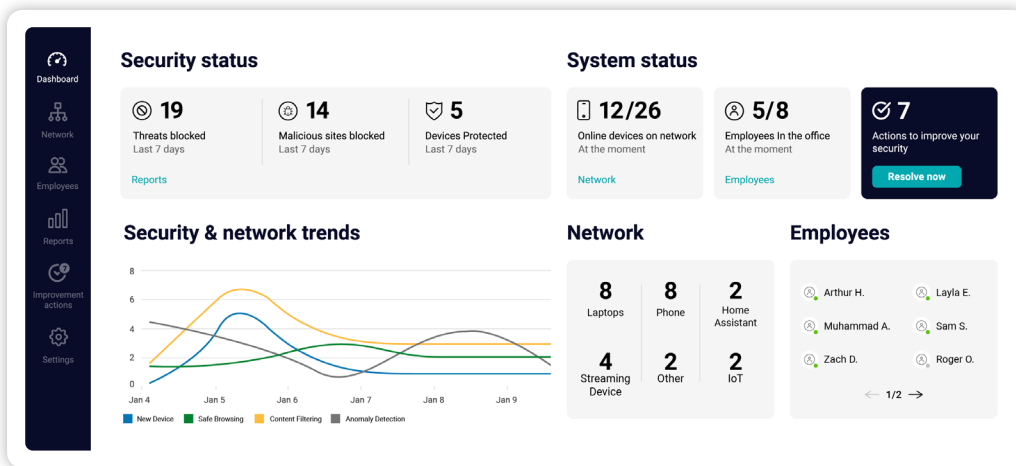 Dashboard
Network
Employees
Reports
7
Improvement
actions
Settings
Security status
19
Threats blocked
Last 7 days
14
Malicious sites blocked
Last 7 days
5
Devices Protected
Last 7 days
Reports
System status
12/26
Online devices on network
At the moment
Network
5/8
Employees In the office
At the moment
Employees
7
Actions to improve your
security
Resolve now
Security & network trends
8
6
4
2
0
Jan 4 Jan 5 Jan 6 Jan 7 Jan 8 Jan 9
New Device Safe Browsing Content Filtering Anomaly Detection
Network
8
Laptops
8
Phone
2
Home
Assistant
4
Streaming
Device
2
Other
2
IoT
Employees
Arthur H. Layla E.
Muhammad A. Sam S.
Zach D. Roger O.
← 1/2 →